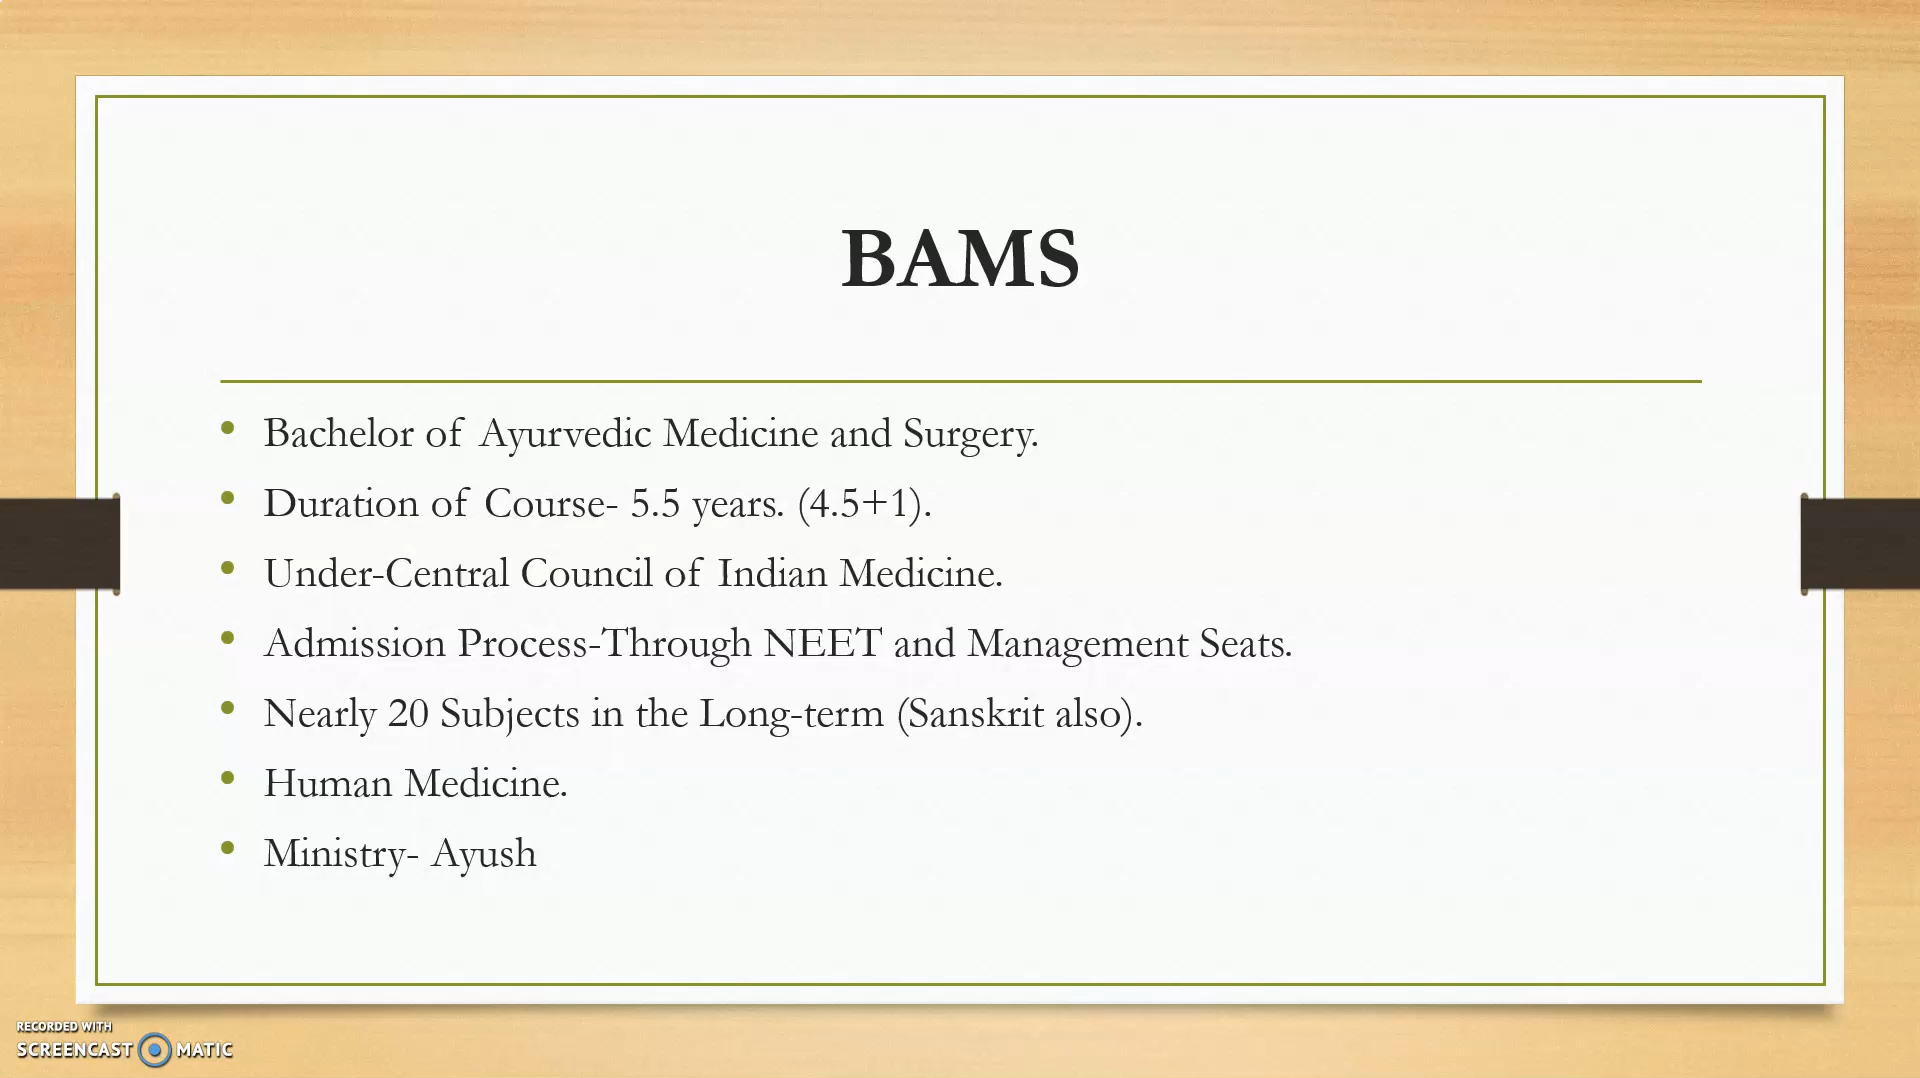 BAMS
• Bachelor of Ayurvedic Medicine and Surgery.
• Duration of Course- 5.5 years. (4.5+1).
• Under-Central Council of Indian Medicine.
• Admission Process-Through NEET and Management Seats.
• Nearly 20 Subjects in the Long-term (Sanskrit also).
• Human Medicine.
• Ministry- Ayush
RECORDED WITH
SCREENCAST MATIC